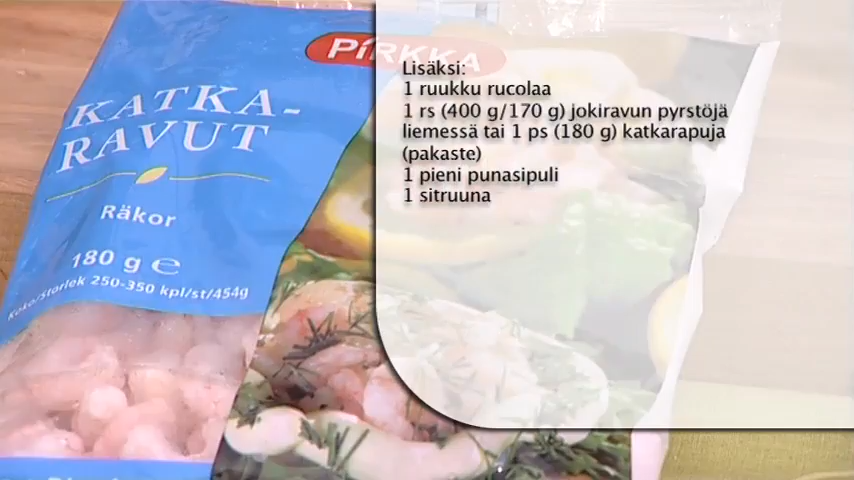 PIRKKA
KATKA-
RAVUT
Räkor
180 g e
Koko/Storlek 250-350 kpl/st/454g
Lisäksi:
1 ruukku rucolaa
1 rs (400 g/170 g) jokiravun pyrstöjä
liemessä tai 1 ps (180 g) katkarapuja
(pakaste)
1 pieni punasipuli
1 sitruuna